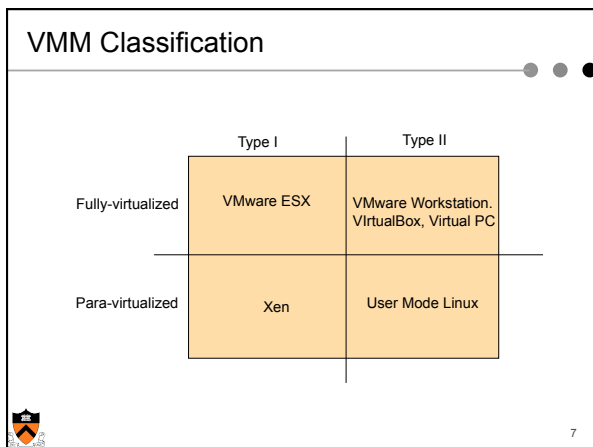 VMM Classification
Type I
Type II
Fully-virtualized
VMware ESX
VMware Workstation.
VIrtualBox, Virtual PC
Para-virtualized
Xen
User Mode Linux
7